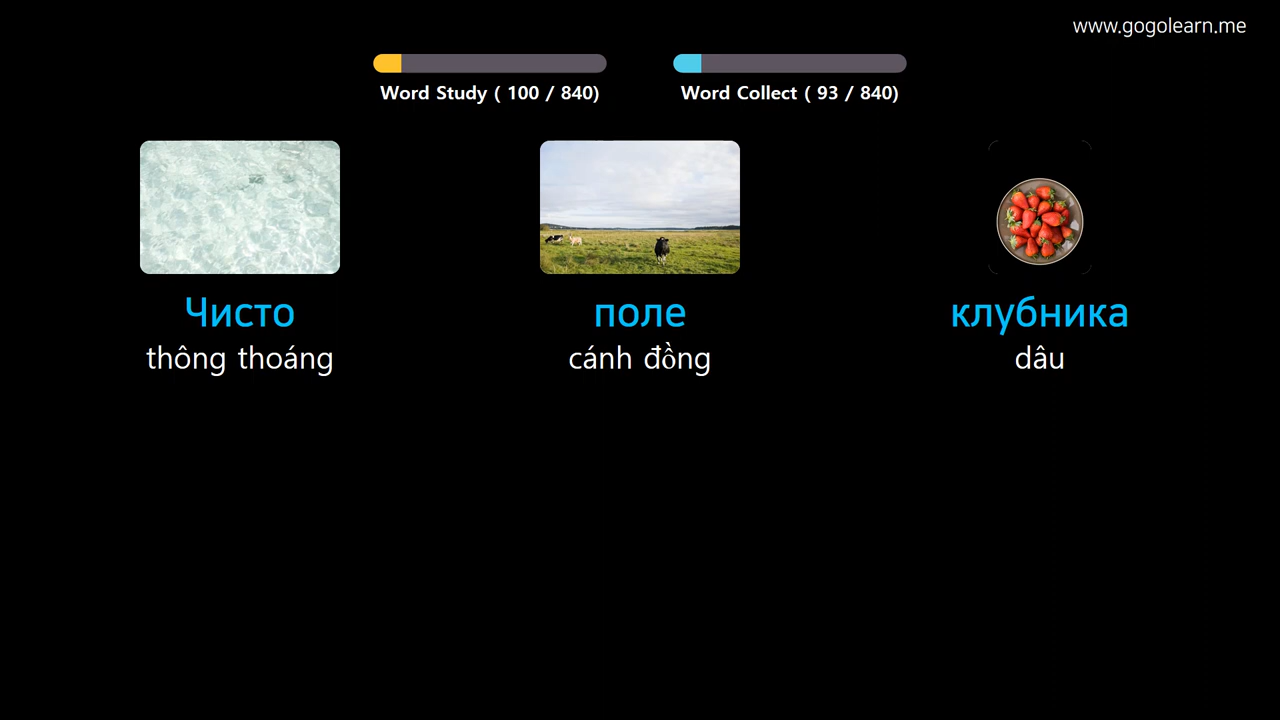 www.gogolearn.me
Word Study ( 100 / 840)
Word Collect ( 93 / 840)
Чисто
thông thoáng
поле
cánh đồng
клубника
dâu